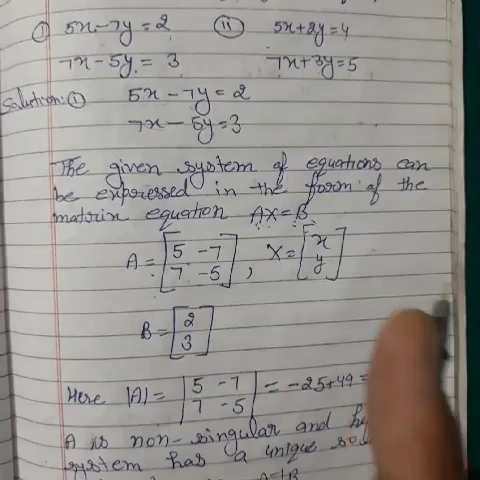 (i) 5x-7y=2 (ii) 5x+2y=4
7x-5y=3 7x+3y=5
Solution: (i) 5x-7y=2
7x-5y=3
The given system of equations can
be expressed in the form of the
matrix equation AX=B
A = [5 -7
7 -5], X = [x
y]
B = [2
3]
Here |A| = |5 -7
7 -5| = -25+49 =
A is non-singular and
system has a unique